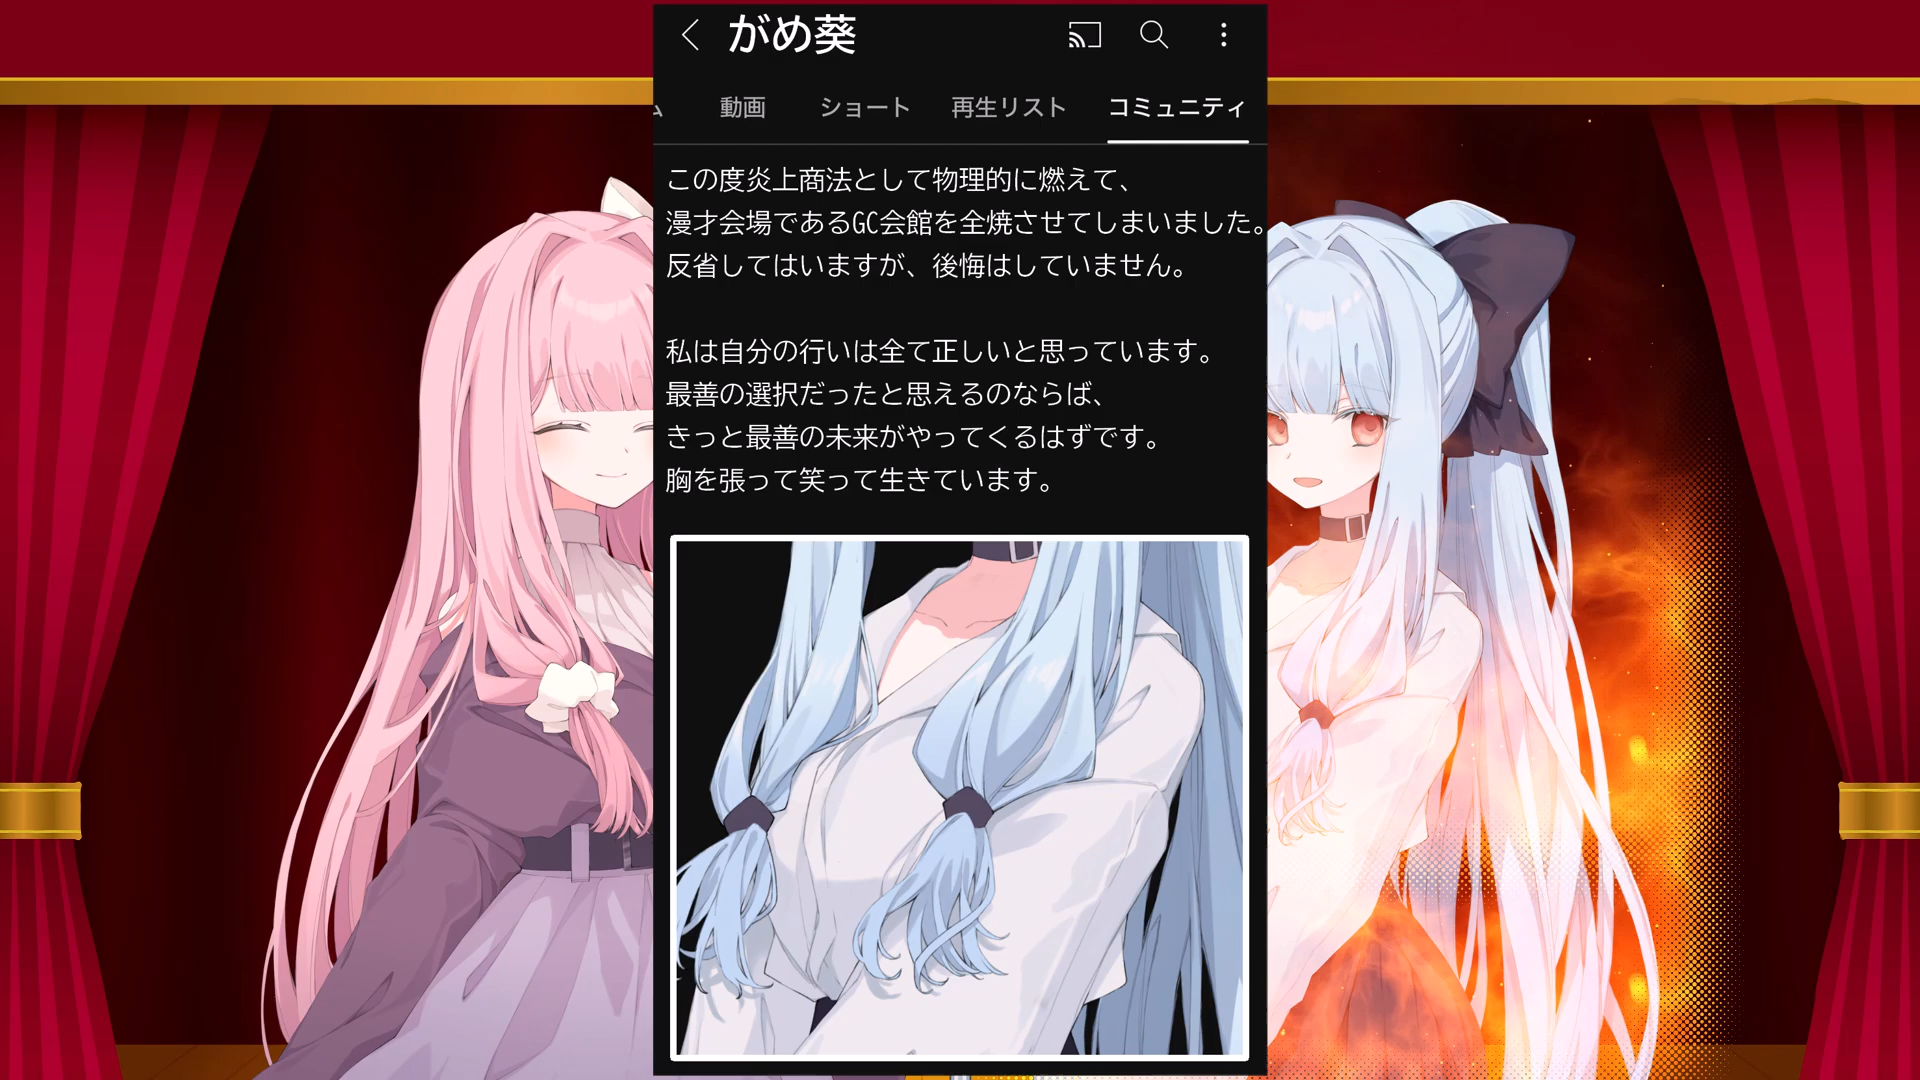 がめ葵
ム 動画 ショート 再生リスト コミュニティ
この度炎上商法として物理的に燃えて、
漫才会場であるGC会館を全焼させてしまいました。
反省してはいますが、後悔はしていません。
私は自分の行いは全て正しいと思っています。
最善の選択だったと思えるのならば、
きっと最善の未来がやってくるはずです。
胸を張って笑って生きています。